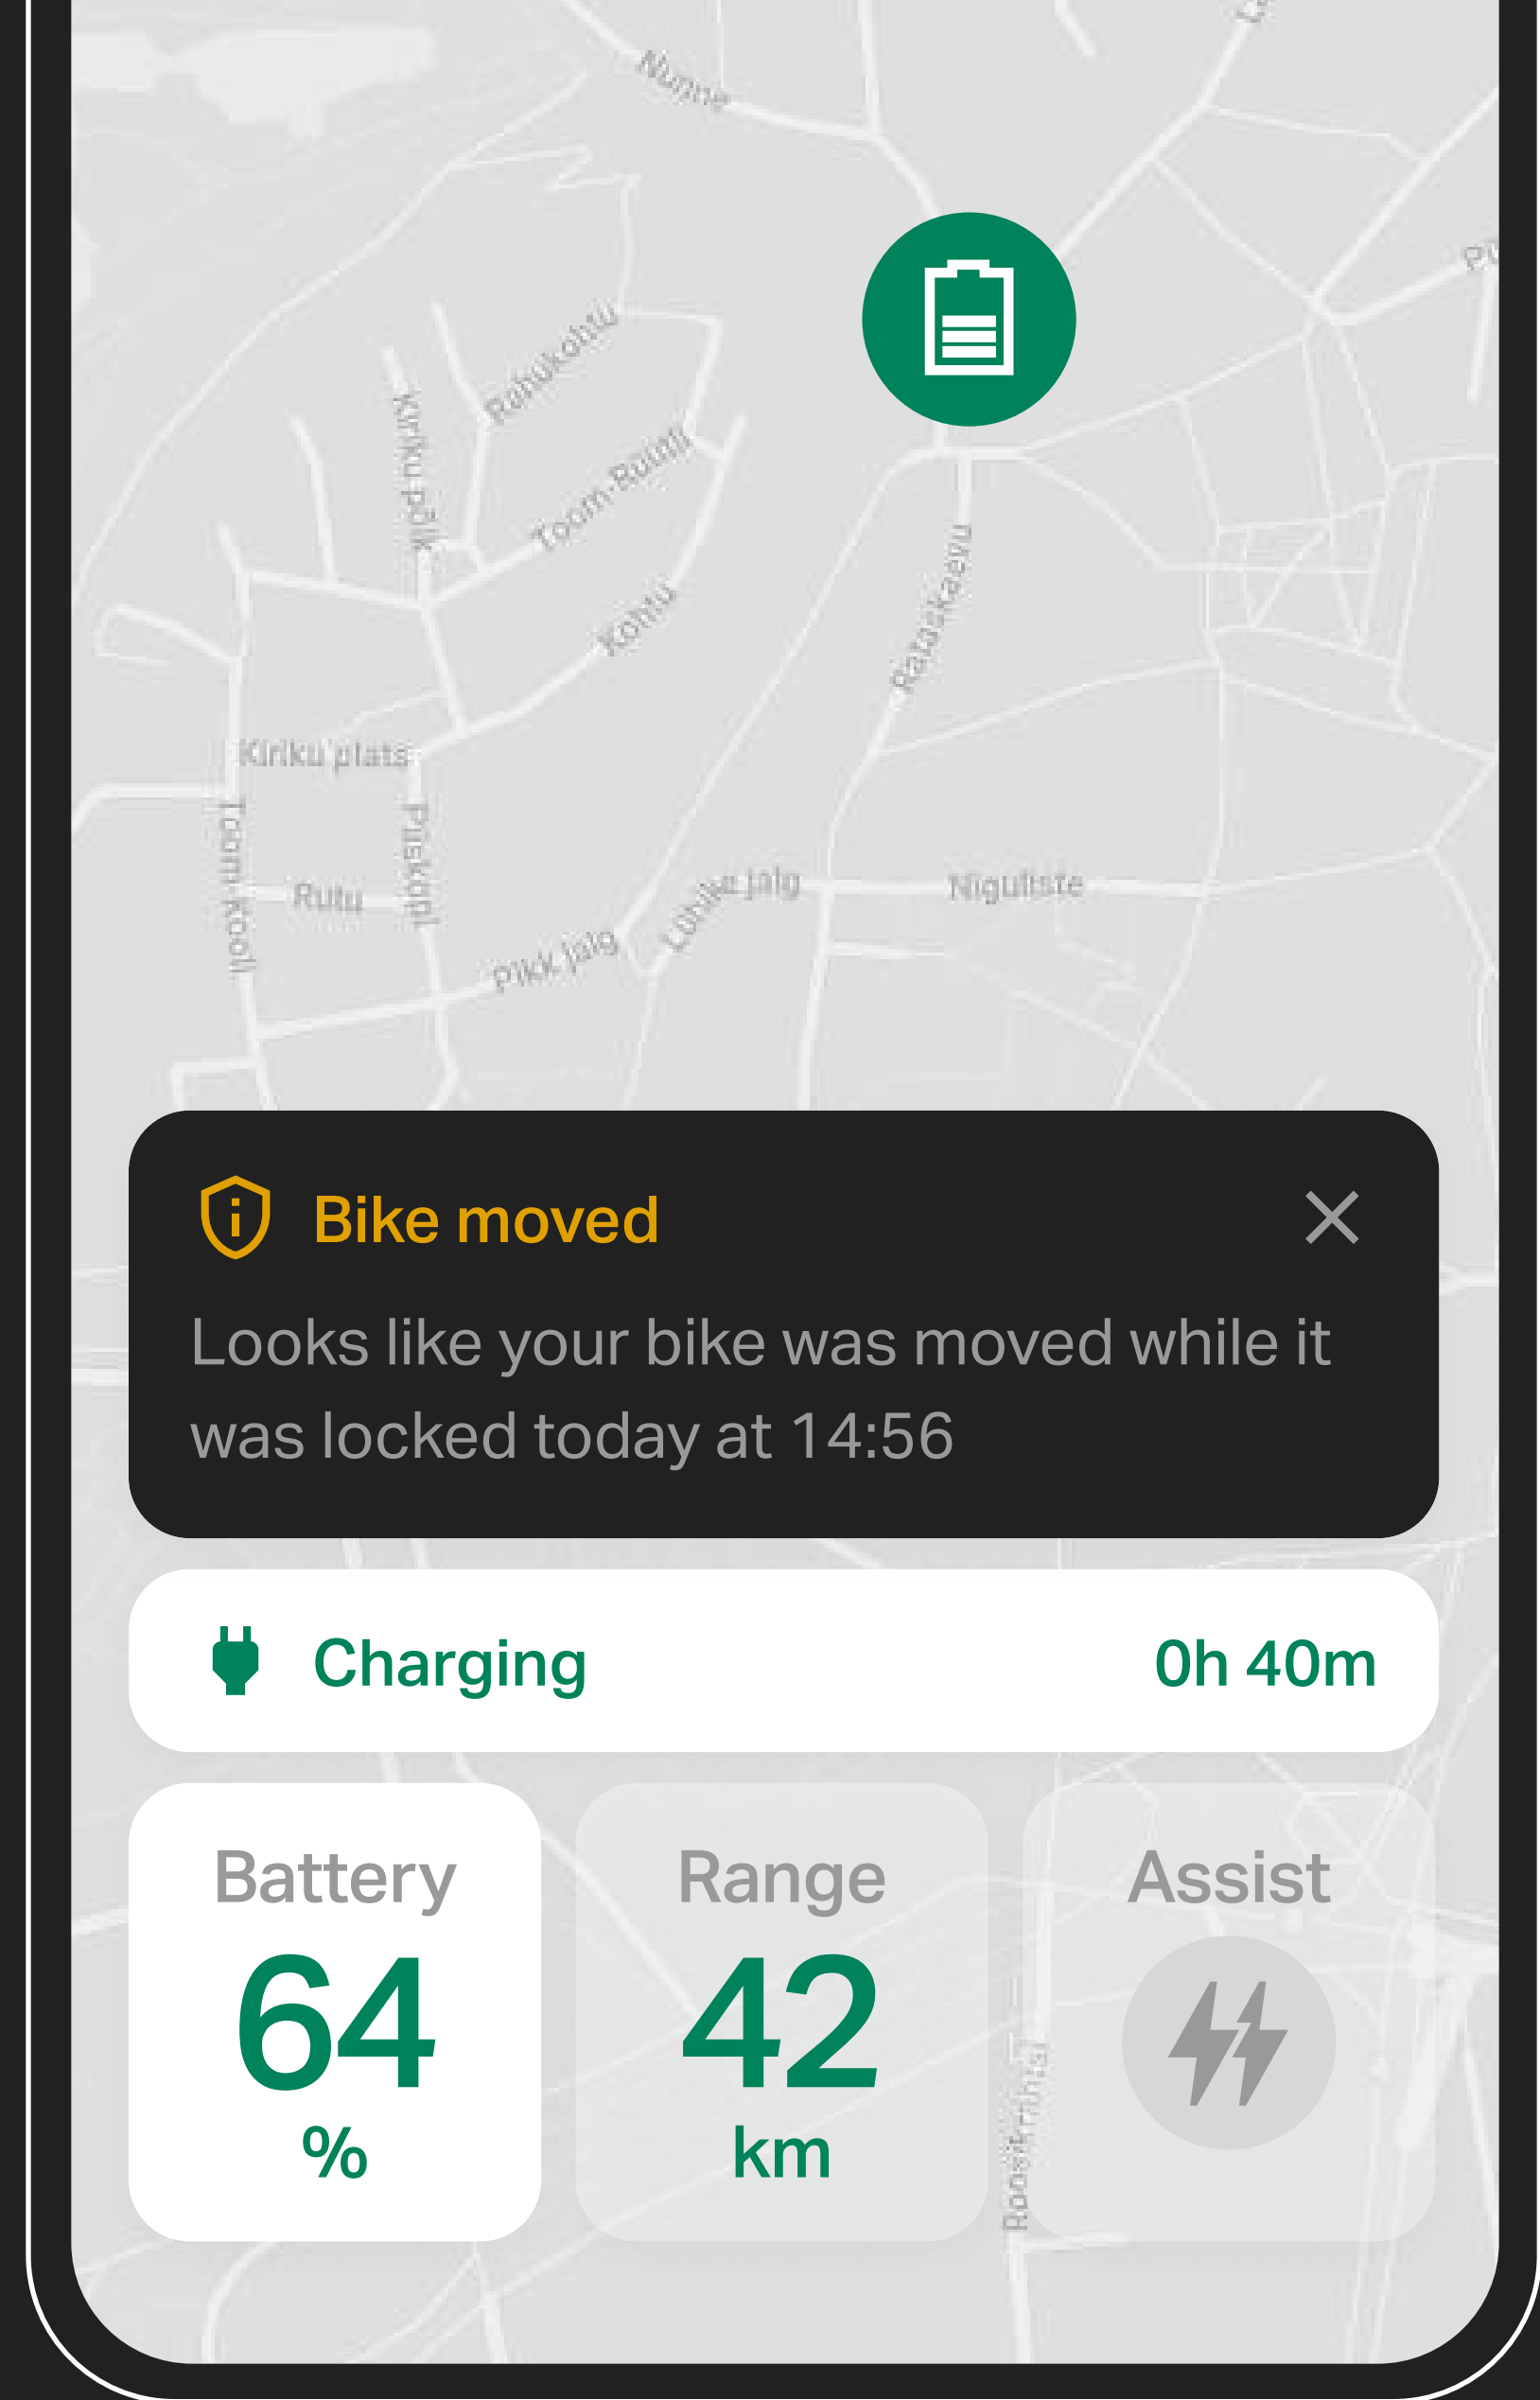 Nunne
Rahukohtu
Kiriku põik
Toom-Rüütli
Kohtu
Rataskaevu
Kiriku plats
Toom-Kooli
Piiskopi
Rutu
Lühike jalg
Niguliste
Pikk jalg
Bike moved
Looks like your bike was moved while it
was locked today at 14:56
Charging
0h 40m
Battery
Range
Assist
64
42
%
km